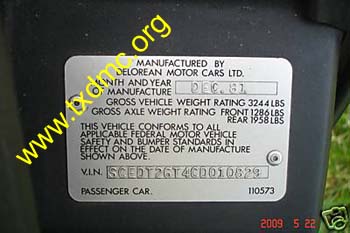 www.txdmc.org
MANUFACTURED BY
DELOREAN MOTOR CARS LTD.
MONTH AND YEAR
OF MANUFACTURE DEC.81
GROSS VEHICLE WEIGHT RATING 3244 LBS
GROSS AXLE WEIGHT RATING FRONT 1286 LBS
REAR 1958 LBS
THIS VEHICLE CONFORMS TO ALL
APPLICABLE FEDERAL MOTOR VEHICLE
SAFETY AND BUMPER STANDARDS IN
EFFECT ON THE DATE OF MANUFACTURE
SHOWN ABOVE.
V.I.N. SCEDT26T4CD010829
PASSENGER CAR. 110573
2009 5 22